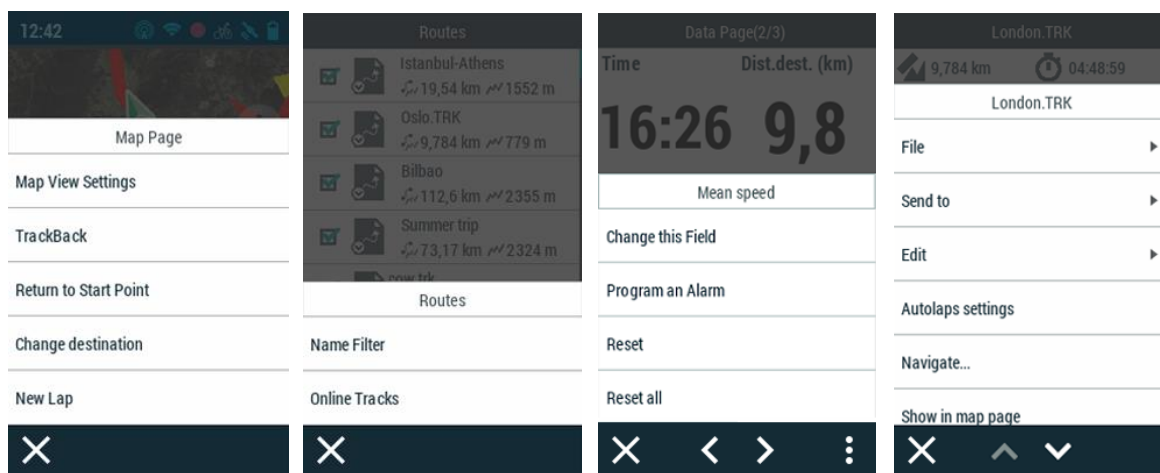 12:42
Map Page
Map View Settings
TrackBack
Return to Start Point
Change destination
New Lap
Routes
Istanbul-Athens
19,54 km 1552 m
Oslo.TRK
9,784 km 779 m
Bilbao
112,6 km 2355 m
Summer trip
73,17 km 2324 m
cow.trk
Routes
Name Filter
Online Tracks
Data Page(2/3)
Time Dist.dest. (km)
16:26 9,8
Mean speed
Change this Field
Program an Alarm
Reset
Reset all
London.TRK
9,784 km 04:48:59
London.TRK
File
Send to
Edit
Autolaps settings
Navigate...
Show in map page